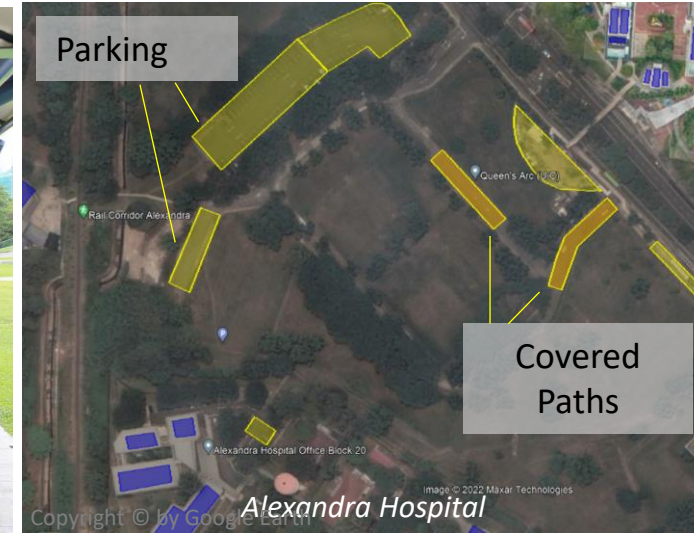 Parking
Queen's Arc (U/C)
Rail Corridor Alexandra
Covered
Paths
Alexandra Hospital Office Block 20
Image © 2022 Maxar Technologies
Alexandra Hospital
Copyright © by Google Earth